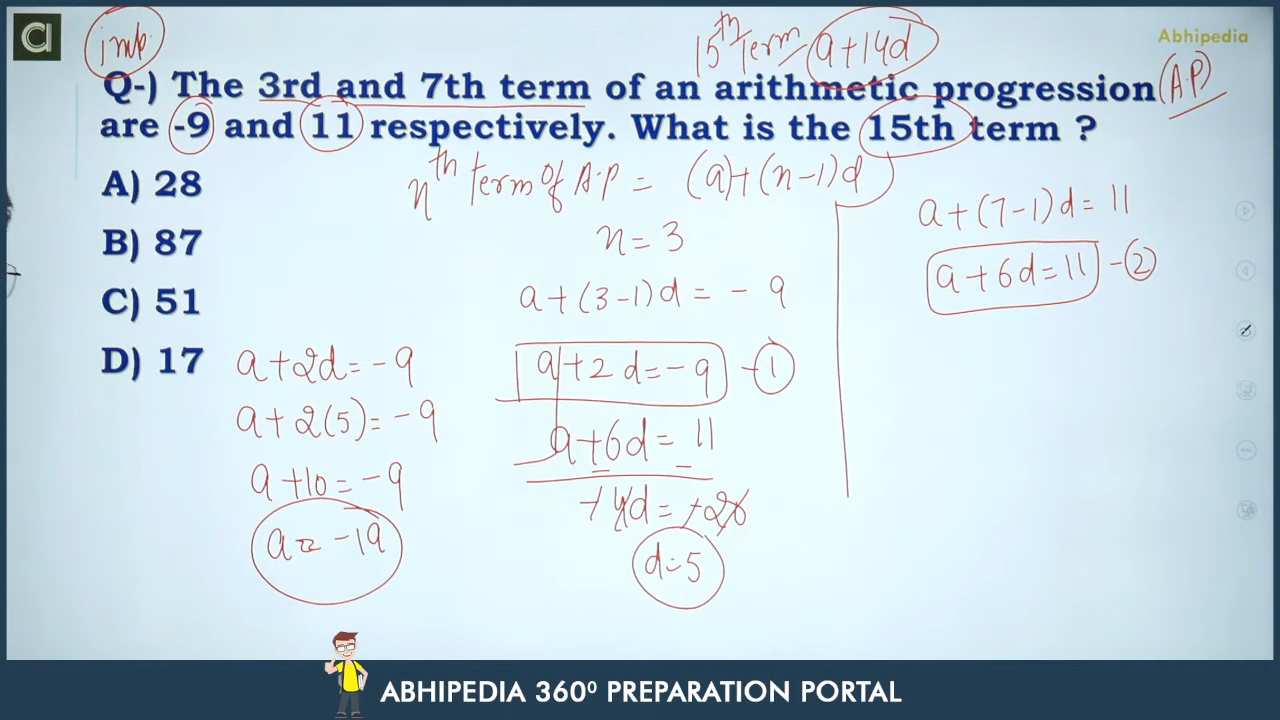 imp.
15th term a+14d
Abhipedia
Q-) The 3rd and 7th term of an arithmetic progression (A.P)
are -9 and 11 respectively. What is the 15th term ?
A) 28
B) 87
C) 51
D) 17
nth term of A.P = (a)+(n-1)d
n=3
a+(3-1)d = -9
a+2d=-9 -①
a+6d= 11
- -
-4d= -20
d=5
a+2d=-9
a+2(5)=-9
a+10=-9
a= -19
a+(7-1)d=11
a+6d=11 -②
ABHIPEDIA 360⁰ PREPARATION PORTAL